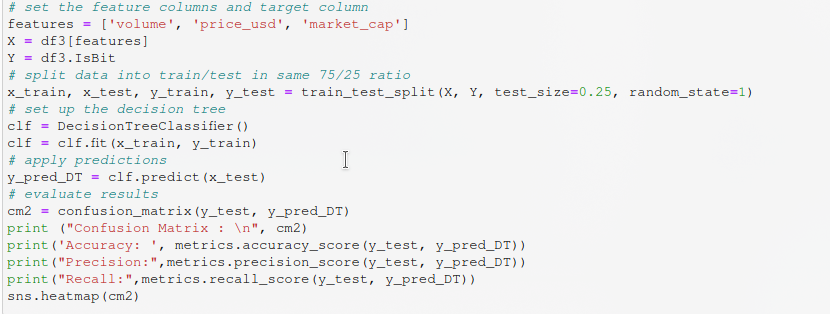 # set the feature columns and target column
features = ['volume', 'price_usd', 'market_cap']
X = df3[features]
Y = df3.IsBit
# split data into train/test in same 75/25 ratio
x_train, x_test, y_train, y_test = train_test_split(X, Y, test_size=0.25, random_state=1)
# set up the decision tree
clf = DecisionTreeClassifier()
clf = clf.fit(x_train, y_train)
# apply predictions
y_pred_DT = clf.predict(x_test)
# evaluate results
cm2 = confusion_matrix(y_test, y_pred_DT)
print ("Confusion Matrix : \n", cm2)
print('Accuracy: ', metrics.accuracy_score(y_test, y_pred_DT))
print("Precision:",metrics.precision_score(y_test, y_pred_DT))
print("Recall:",metrics.recall_score(y_test, y_pred_DT))
sns.heatmap(cm2)